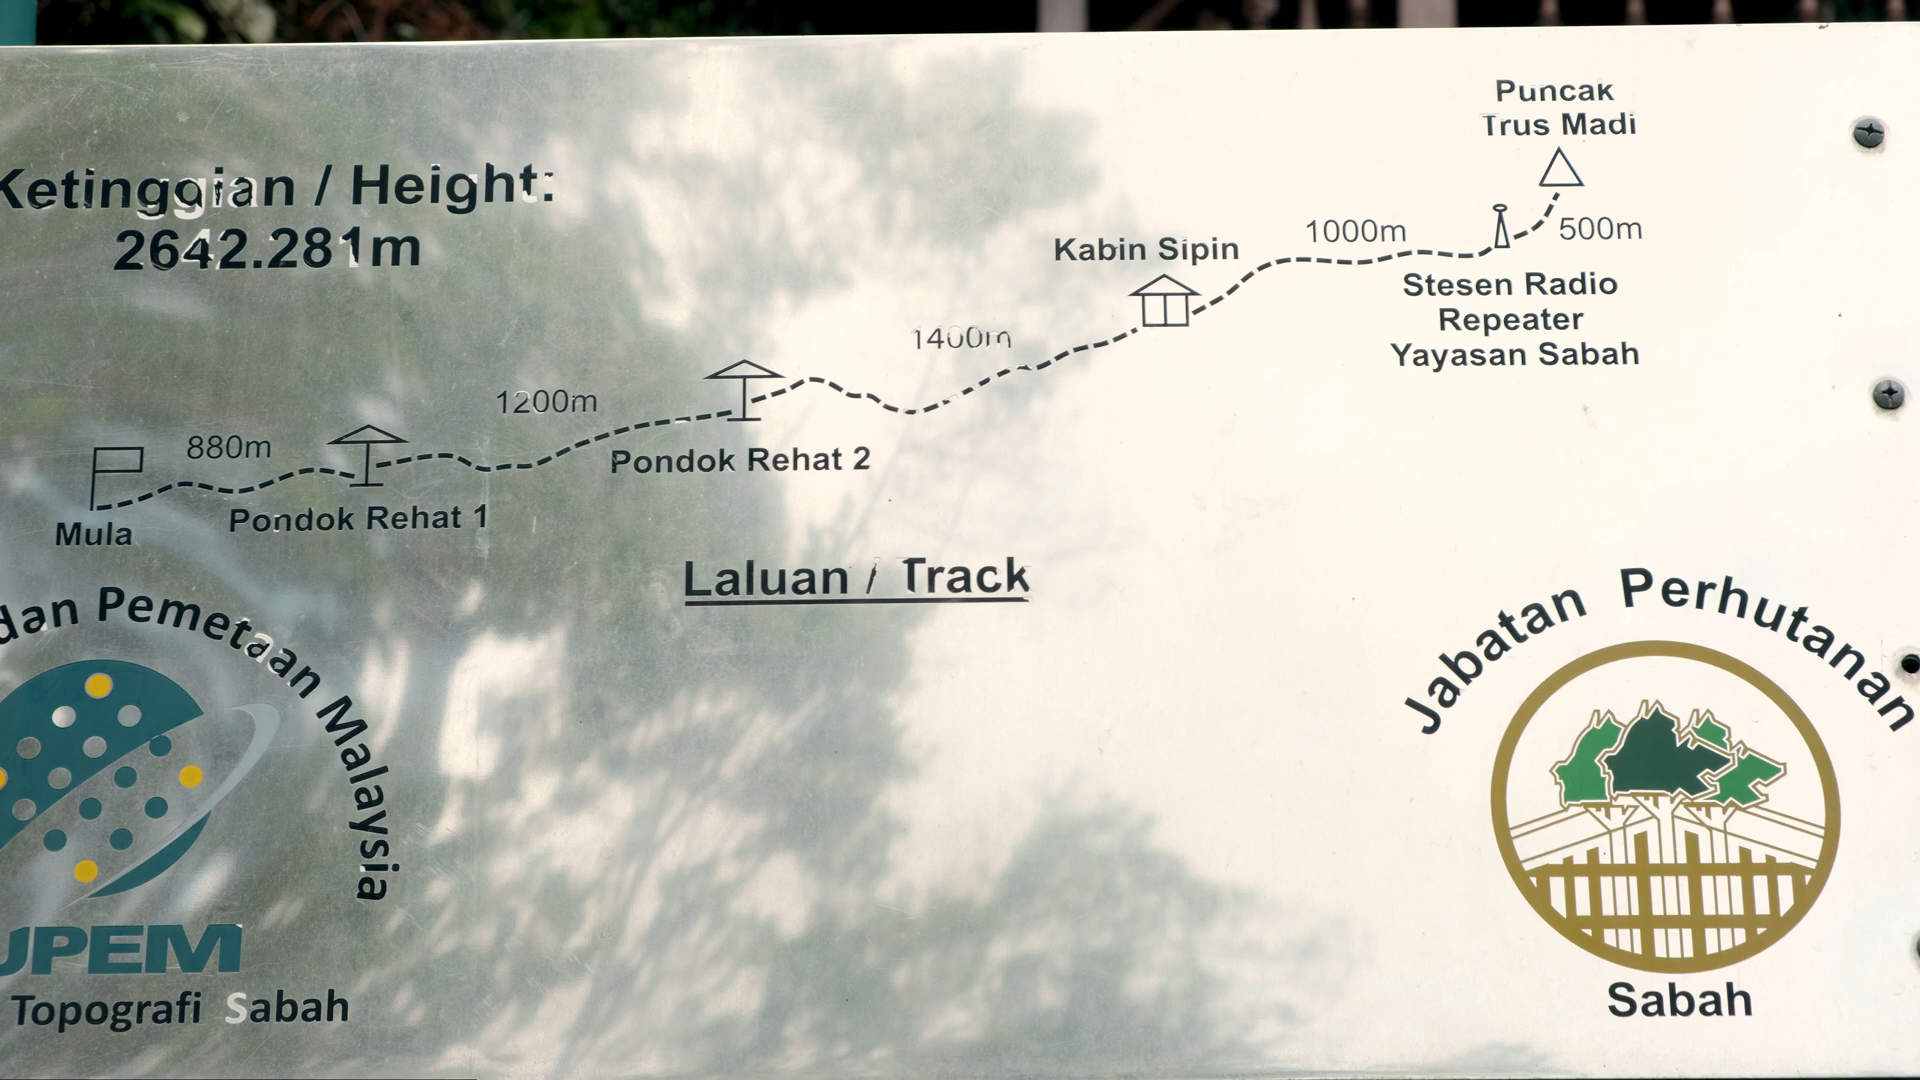 Ketinggian / Height:
2642.281m
Puncak
Trus Madi
500m
1000m
Stesen Radio
Repeater
Yayasan Sabah
Kabin Sipin
1400m
1200m
Pondok Rehat 2
880m
Pondok Rehat 1
Mula
Laluan / Track
dan Pemetaan Malaysia
JUPEM
Topografi Sabah
Jabatan Perhutanan
Sabah